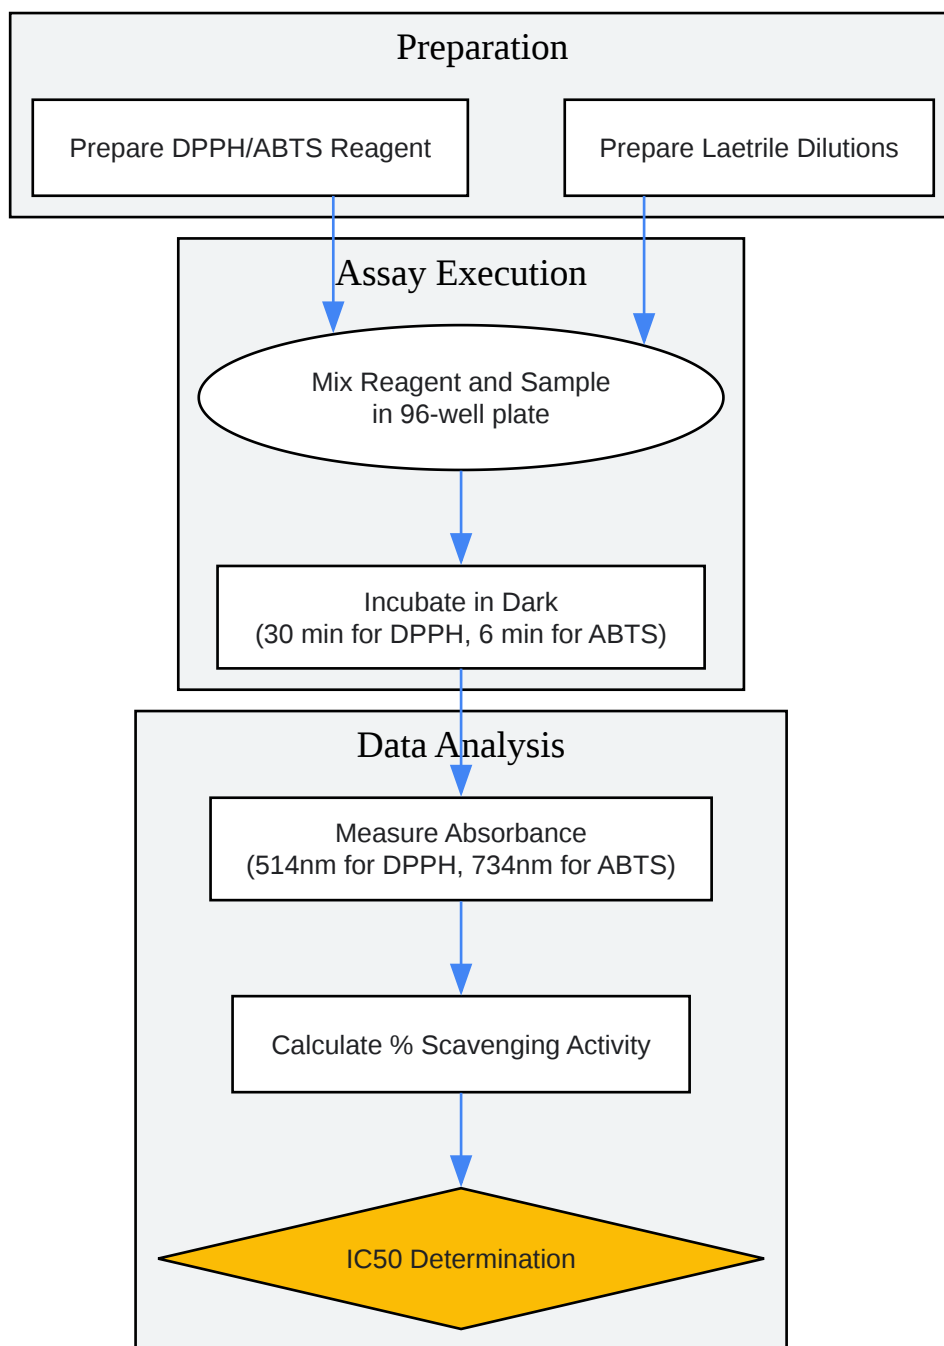 Preparation
Prepare DPPH/ABTS Reagent
Prepare Laetrile Dilutions
Assay Execution
Mix Reagent and Sample
in 96-well plate
Incubate in Dark
(30 min for DPPH, 6 min for ABTS)
Data Analysis
Measure Absorbance
(514nm for DPPH, 734nm for ABTS)
Calculate % Scavenging Activity
IC50 Determination